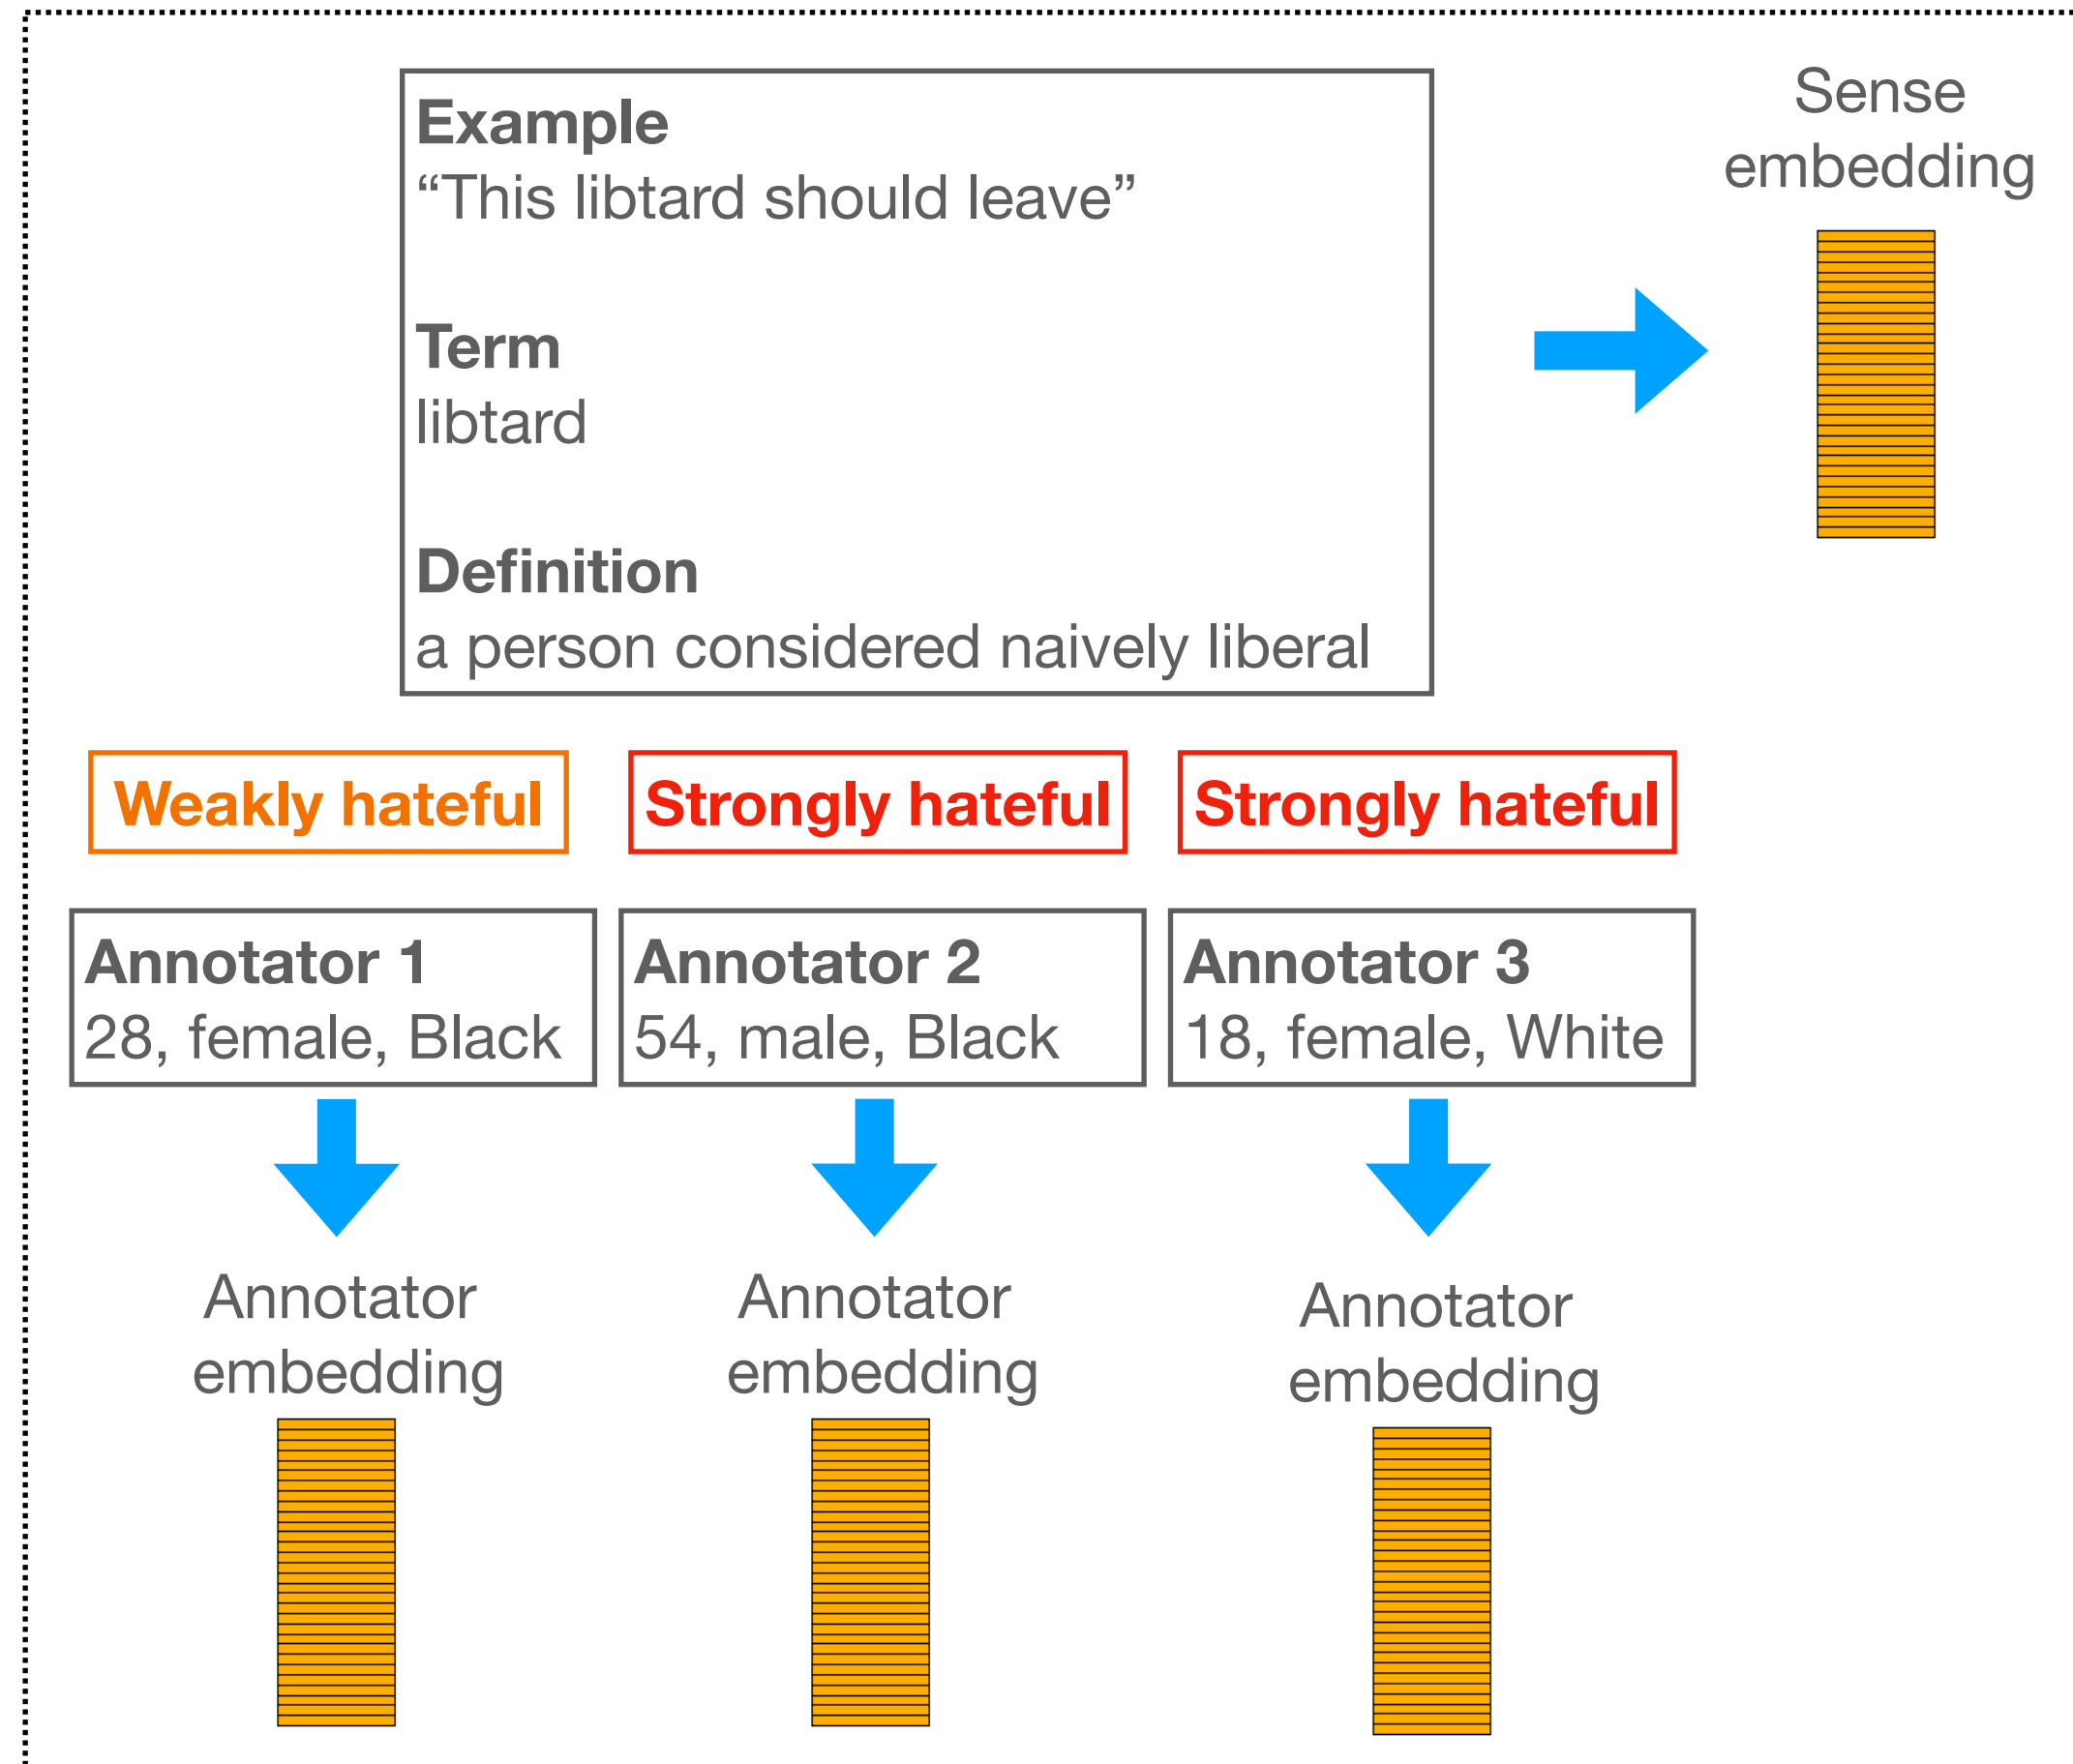 Example
“This libtard should leave”
Term
libtard
Definition
a person considered naively liberal
Sense
embedding
Weakly hateful
Strongly hateful
Strongly hateful
Annotator 1
28, female, Black
Annotator 2
54, male, Black
Annotator 3
18, female, White
Annotator
embedding
Annotator
embedding
Annotator
embedding